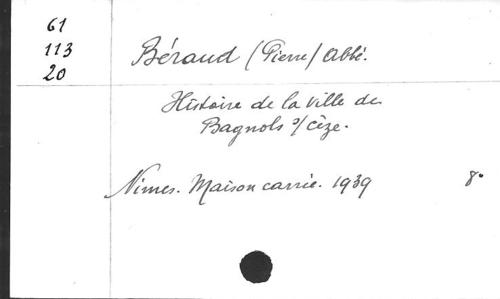 61
113
20
Béraud (Pierre) Abbé.
Histoire de la Ville de
Bagnols s/ cèze.
Nimes. Maison carrée. 1939 8°